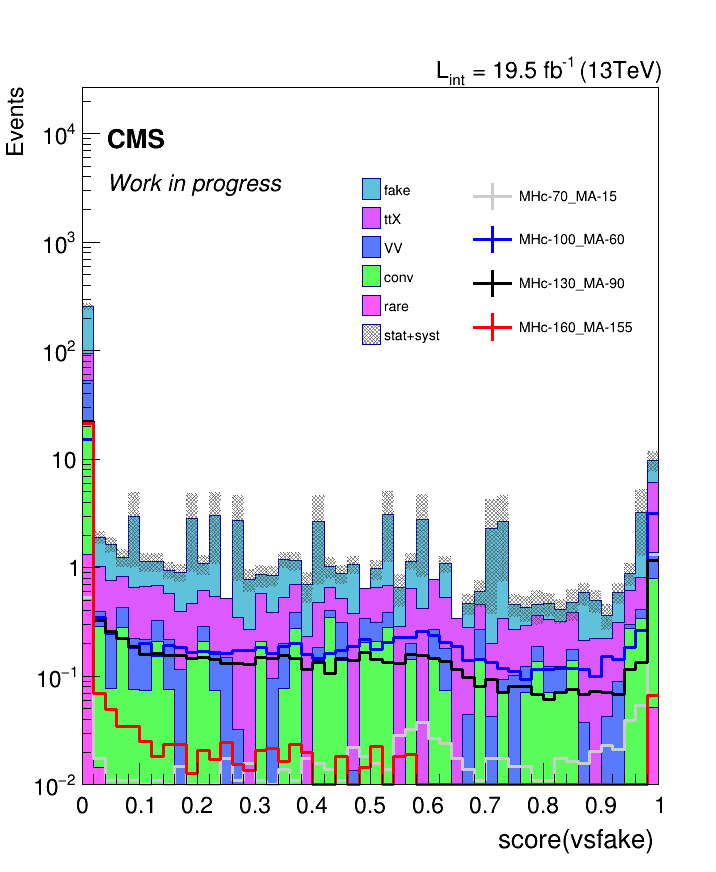 L_int = 19.5 fb^-1 (13TeV)
Events
CMS
Work in progress
fake
ttX
VV
conv
rare
stat+syst
MHc-70_MA-15
MHc-100_MA-60
MHc-130_MA-90
MHc-160_MA-155
10^4
10^3
10^2
10
1
10^−1
10^−2
0 0.1 0.2 0.3 0.4 0.5 0.6 0.7 0.8 0.9 1
score(vsfake)